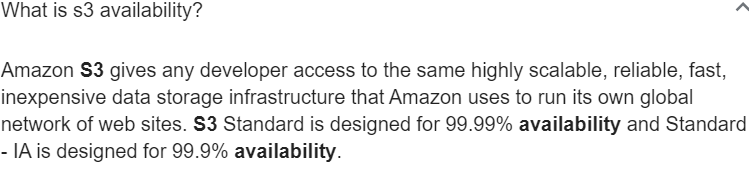 What is s3 availability?
Amazon S3 gives any developer access to the same highly scalable, reliable, fast,
inexpensive data storage infrastructure that Amazon uses to run its own global
network of web sites. S3 Standard is designed for 99.99% availability and Standard
- IA is designed for 99.9% availability.